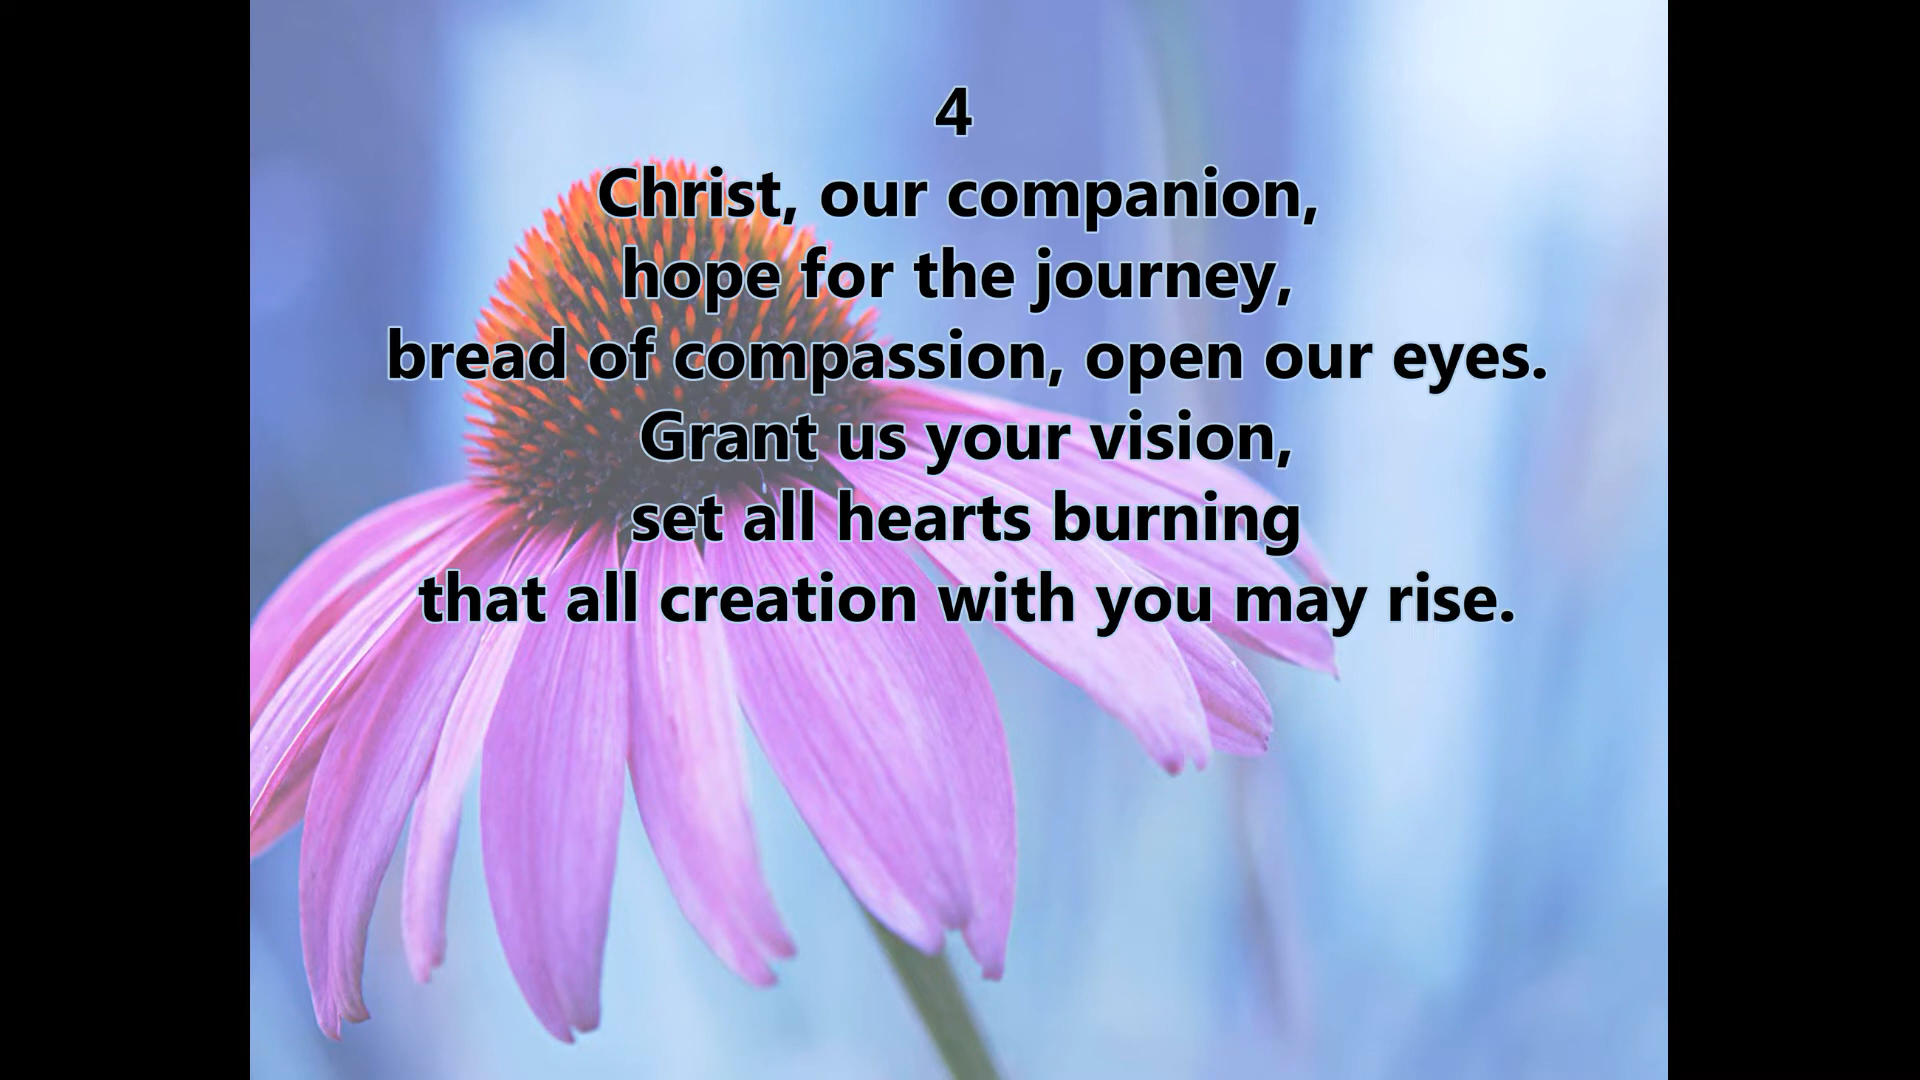 4
Christ, our companion,
hope for the journey,
bread of compassion, open our eyes.
Grant us your vision,
set all hearts burning
that all creation with you may rise.